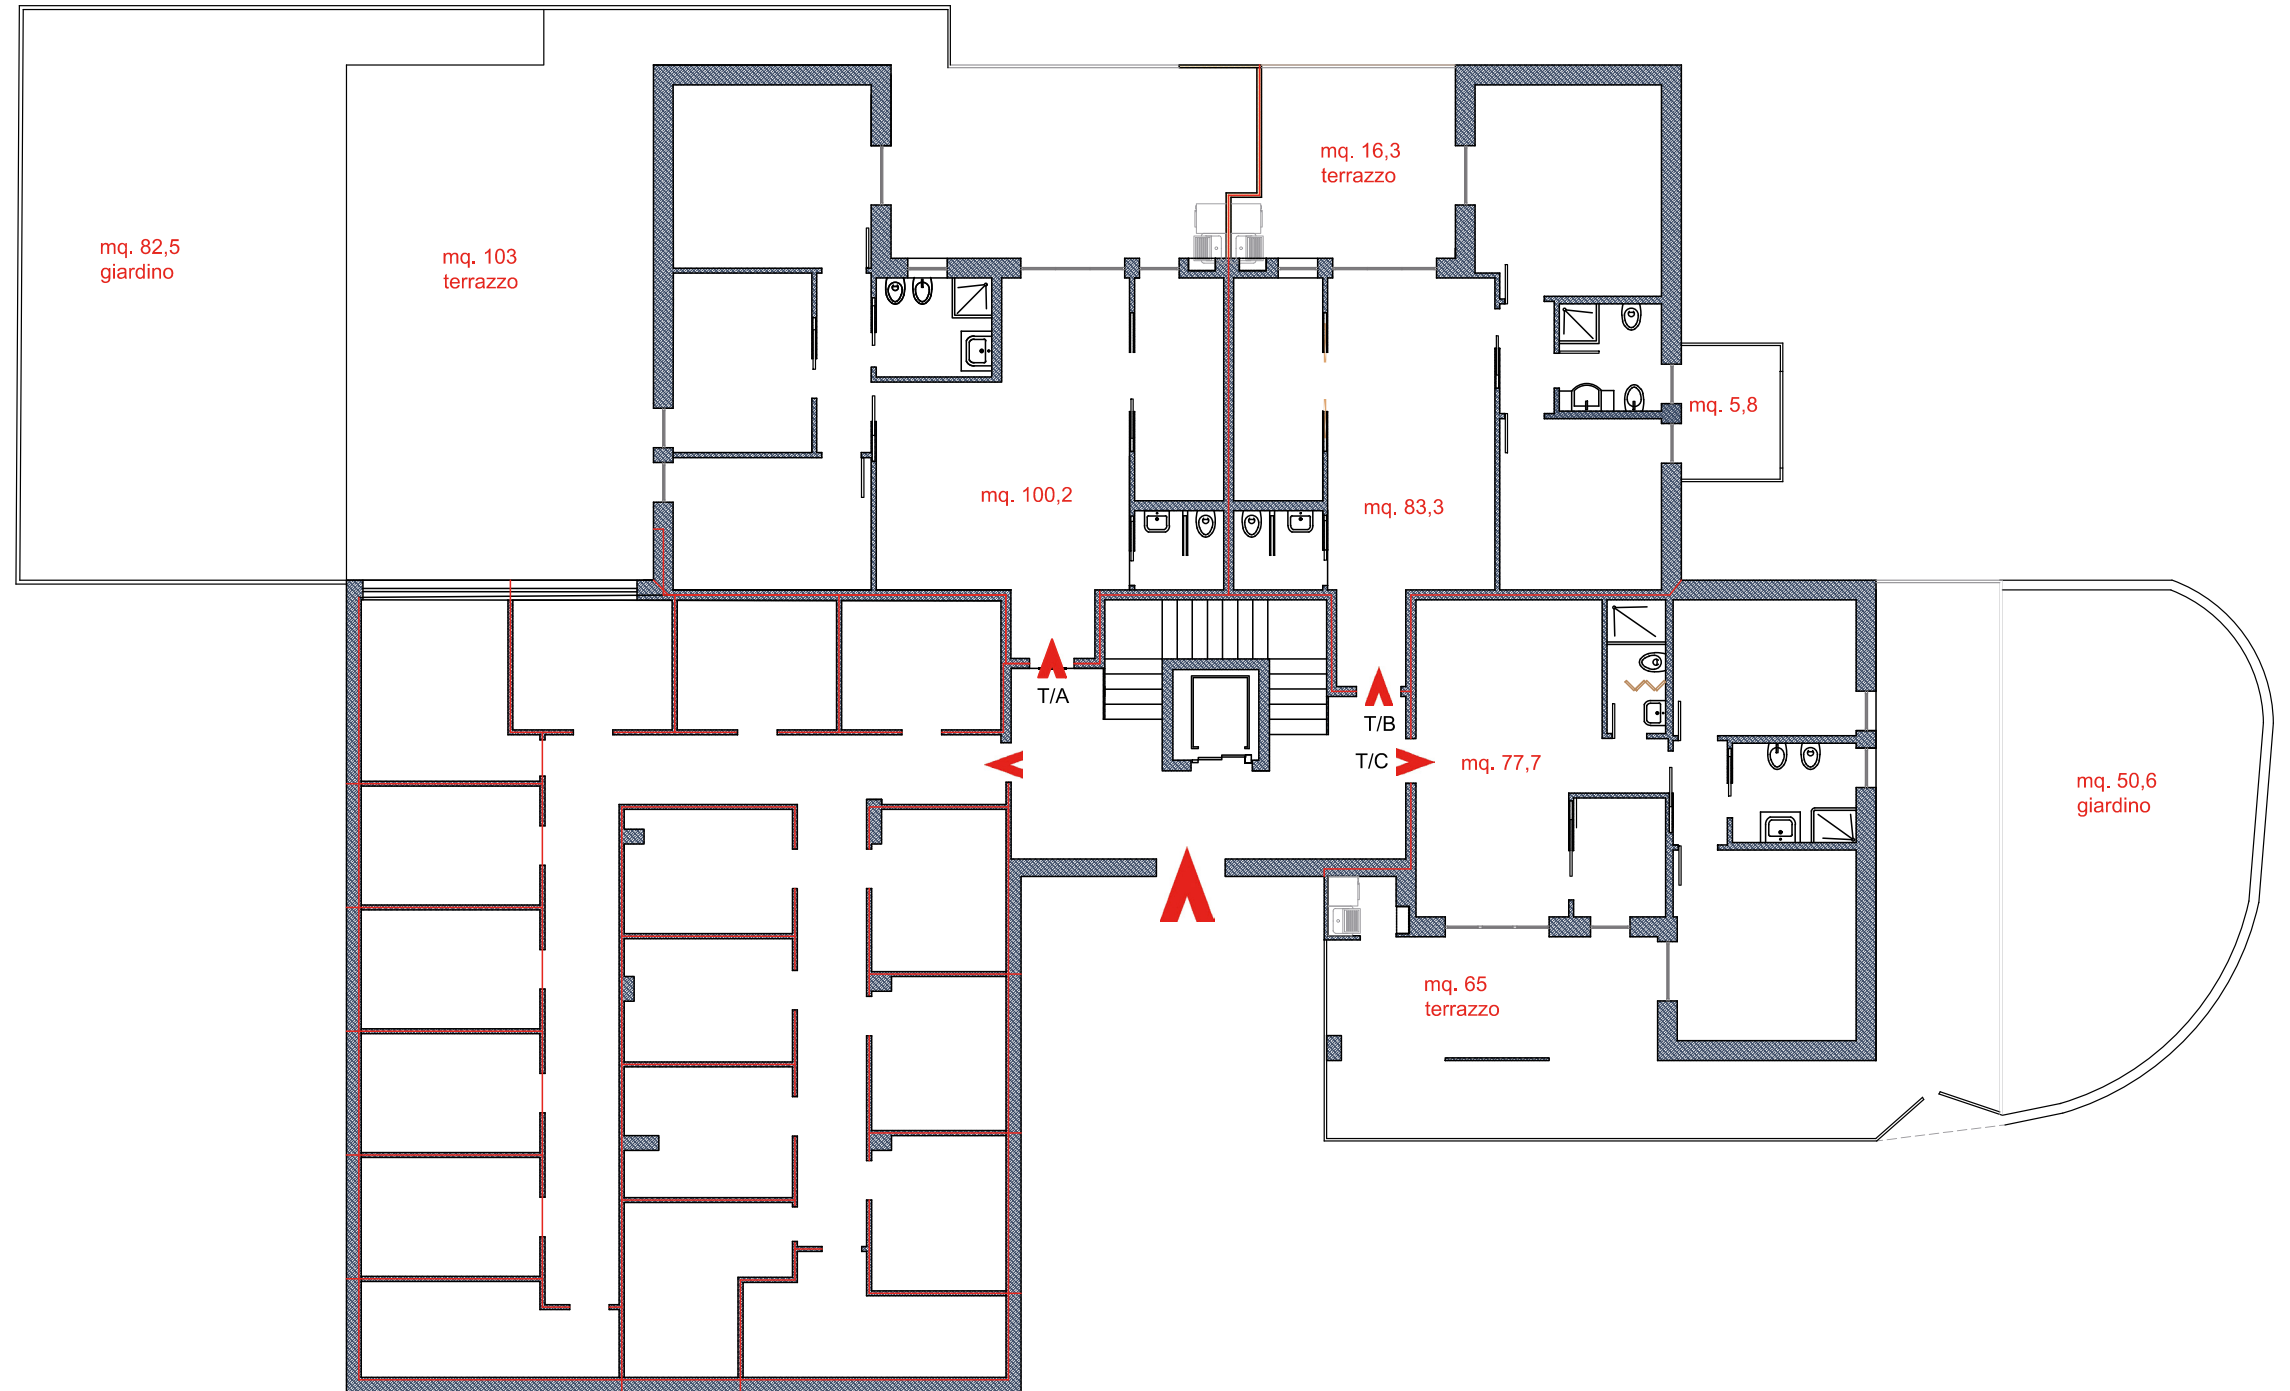 mq. 16,3
terrazzo
mq. 82,5
giardino
mq. 103
terrazzo
mq. 5,8
mq. 100,2
mq. 83,3
T/A
T/B
T/C
mq. 77,7
mq. 50,6
giardino
mq. 65
terrazzo